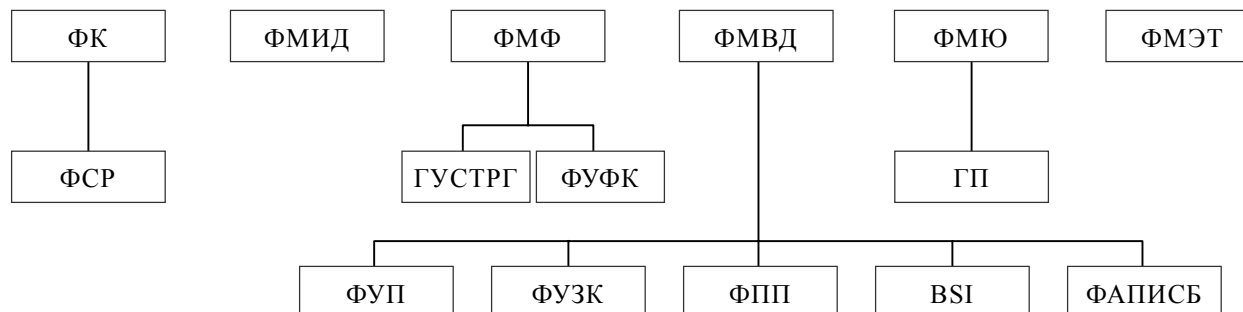 ФК
ФМИД
ФМФ
ФМВД
ФМЮ
ФМЭТ
ФСР
ГУСТРГ
ФУФК
ГП
ФУП
ФУЗК
ФПП
BSI
ФАПИСБ